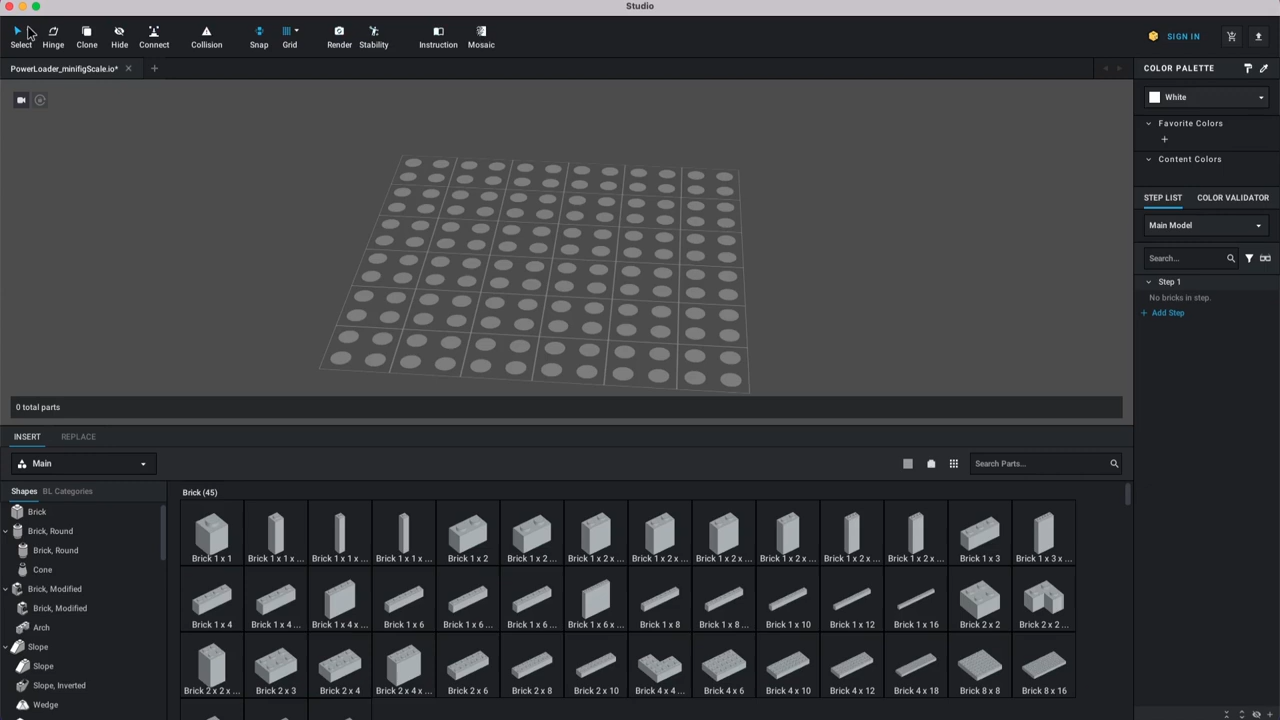 Studio
Select Hinge Clone Hide Connect Collision Snap Grid Render Stability Instruction Mosaic SIGN IN
PowerLoader_minifigScale.io*
COLOR PALETTE
White
Favorite Colors
Content Colors
STEP LIST COLOR VALIDATOR
Main Model
Search...
Step 1
No bricks in step.
Add Step
0 total parts
INSERT REPLACE
Main
Search Parts...
Shapes BL Categories
Brick
Brick, Round
Brick, Round
Cone
Brick, Modified
Brick, Modified
Arch
Slope
Slope
Slope, Inverted
Wedge
Brick (45)
Brick 1 x 1 Brick 1 x 1 x ... Brick 1 x 1 x ... Brick 1 x 1 x ... Brick 1 x 2 Brick 1 x 2 ... Brick 1 x 2 x ... Brick 1 x 2 x ... Brick 1 x 2 x ... Brick 1 x 2 x ... Brick 1 x 2 x ... Brick 1 x 2 x ... Brick 1 x 3 Brick 1 x 3 x ...
Brick 1 x 4 Brick 1 x 4 ... Brick 1 x 4 x ... Brick 1 x 6 Brick 1 x 6 ... Brick 1 x 6 ... Brick 1 x 6 x ... Brick 1 x 8 Brick 1 x 8 ... Brick 1 x 10 Brick 1 x 12 Brick 1 x 16 Brick 2 x 2 Brick 2 x 2 ...
Brick 2 x 2 x ... Brick 2 x 3 Brick 2 x 4 Brick 2 x 4 x ... Brick 2 x 6 Brick 2 x 8 Brick 2 x 10 Brick 4 x 4 ... Brick 4 x 6 Brick 4 x 10 Brick 4 x 12 Brick 4 x 18 Brick 8 x 8 Brick 8 x 16